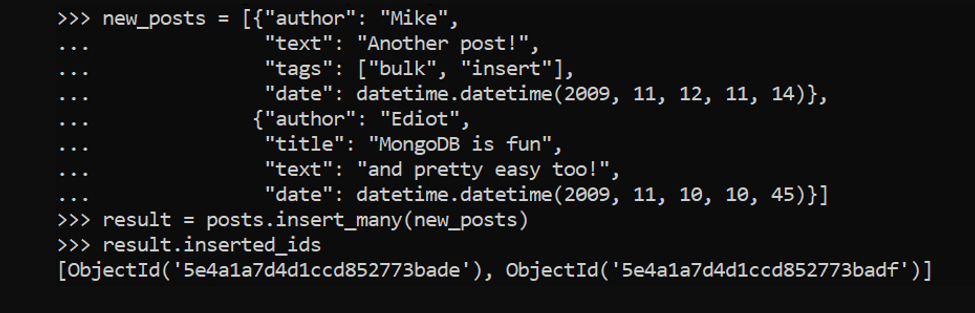 >>> new_posts = [{"author": "Mike",
...               "text": "Another post!",
...               "tags": ["bulk", "insert"],
...               "date": datetime.datetime(2009, 11, 12, 11, 14)},
...              {"author": "Ediot",
...               "title": "MongoDB is fun",
...               "text": "and pretty easy too!",
...               "date": datetime.datetime(2009, 11, 10, 10, 45)}]
>>> result = posts.insert_many(new_posts)
>>> result.inserted_ids
[ObjectId('5e4a1a7d4d1ccd852773bade'), ObjectId('5e4a1a7d4d1ccd852773badf')]